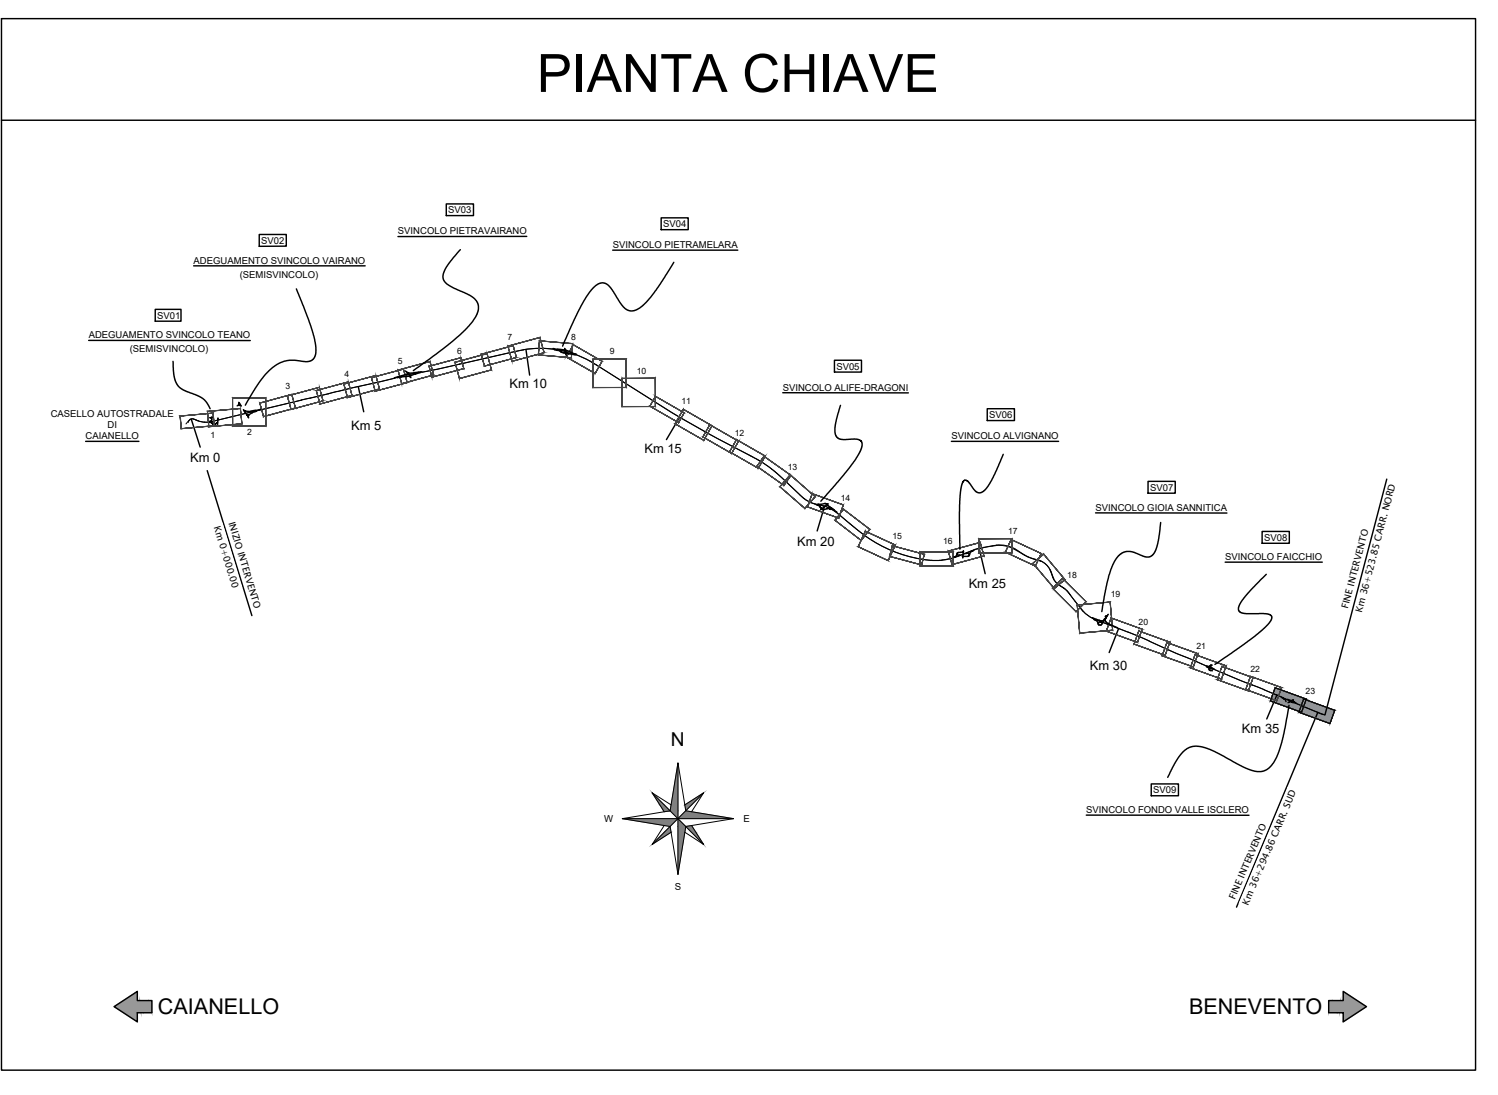 PIANTA CHIAVE
SV01
ADEGUAMENTO SVINCOLO TEANO
(SEMISVINCOLO)
SV02
ADEGUAMENTO SVINCOLO VAIRANO
(SEMISVINCOLO)
SV03
SVINCOLO PIETRAVAIRANO
SV04
SVINCOLO PIETRAMELARA
SV05
SVINCOLO ALIFE-DRAGONI
SV06
SVINCOLO ALVIGNANO
SV07
SVINCOLO GIOIA SANNITICA
SV08
SVINCOLO FAICCHIO
SV09
SVINCOLO FONDO VALLE ISCLERO
CASELLO AUTOSTRADALE
DI
CAIANELLO
1
2
3
4
5
6
7
8
9
10
11
12
13
14
15
16
17
18
19
20
21
22
23
Km 0
Km 5
Km 10
Km 15
Km 20
Km 25
Km 30
Km 35
INIZIO INTERVENTO
Km 0+000.00
FINE INTERVENTO
Km 36+523.85 CARR. NORD
FINE INTERVENTO
Km 36+294.86 CARR. SUD
N
W
E
S
CAIANELLO
BENEVENTO